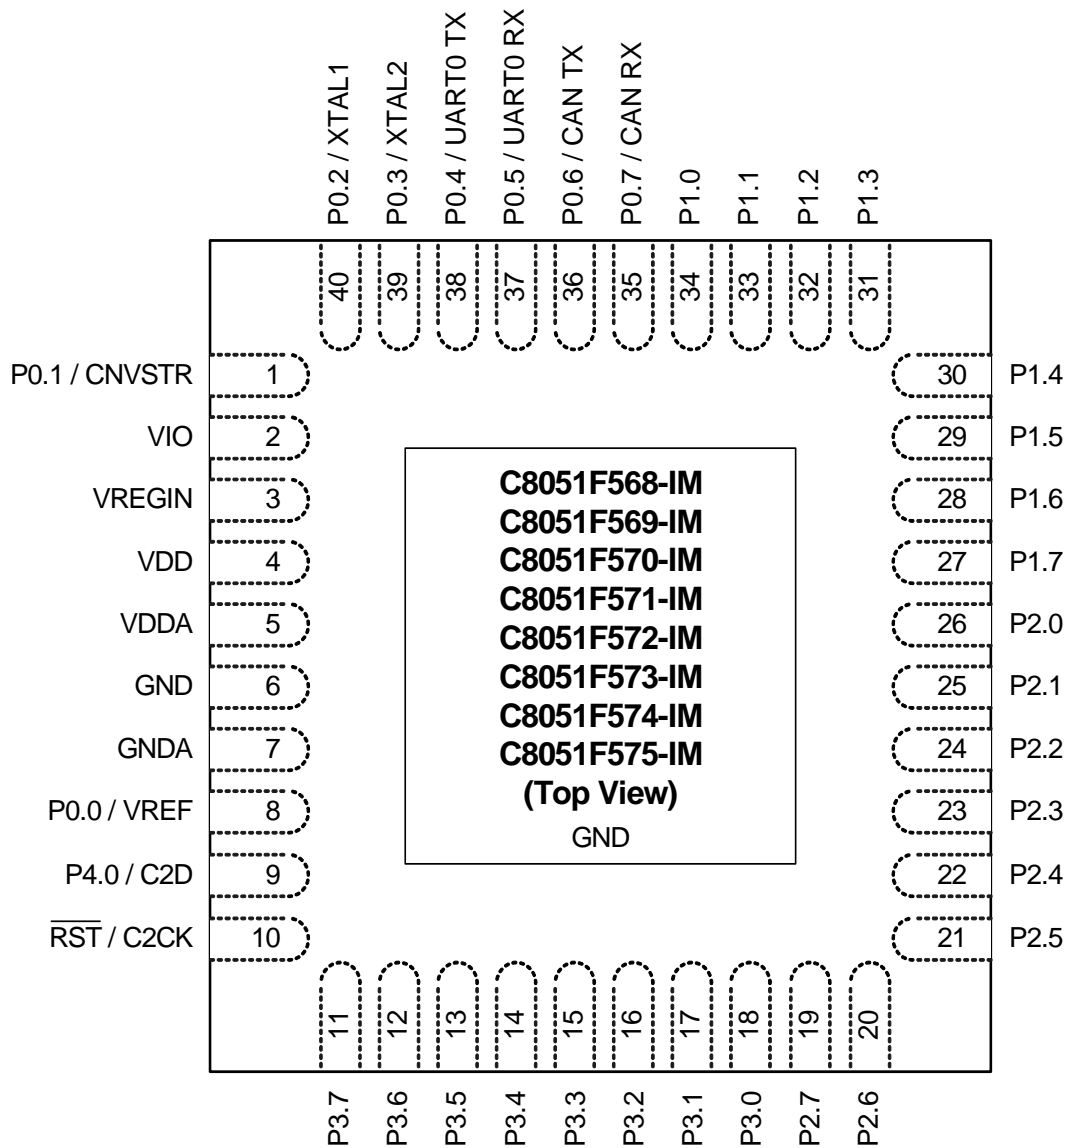 P0.2 / XTAL1
P0.3 / XTAL2
P0.4 / UART0 TX
P0.5 / UART0 RX
P0.6 / CAN TX
P0.7 / CAN RX
P1.0
P1.1
P1.2
P1.3
40
39
38
37
36
35
34
33
32
31
P0.1 / CNVSTR 1
VIO 2
VREGIN 3
VDD 4
VDDA 5
GND 6
GNDA 7
P0.0 / VREF 8
P4.0 / C2D 9
RST / C2CK 10
C8051F568-IM
C8051F569-IM
C8051F570-IM
C8051F571-IM
C8051F572-IM
C8051F573-IM
C8051F574-IM
C8051F575-IM
(Top View)
GND
30 P1.4
29 P1.5
28 P1.6
27 P1.7
26 P2.0
25 P2.1
24 P2.2
23 P2.3
22 P2.4
21 P2.5
11
12
13
14
15
16
17
18
19
20
P3.7
P3.6
P3.5
P3.4
P3.3
P3.2
P3.1
P3.0
P2.7
P2.6